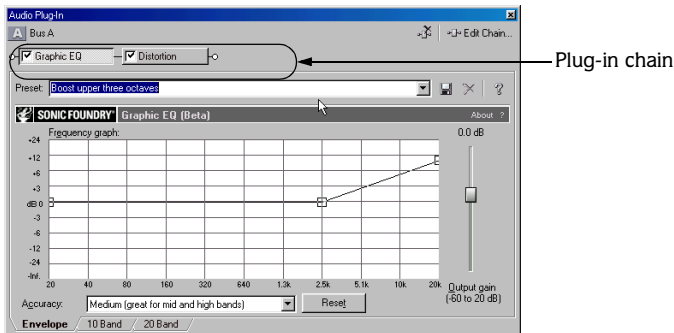 Audio Plug-In
A Bus A
Edit Chain...
Graphic EQ
Distortion
Plug-in chain
Preset: Boost upper three octaves
SONIC FOUNDRY Graphic EQ (Beta) About ?
Frequency graph:
0.0 dB
+24
+12
+6
+3
dB 0
-3
-6
-12
-24
-Inf.
20 40 80 160 320 640 1.3k 2.5k 5.1k 10k 20k
Output gain
(-60 to 20 dB)
Accuracy: Medium (great for mid and high bands) Reset
Envelope 10 Band 20 Band